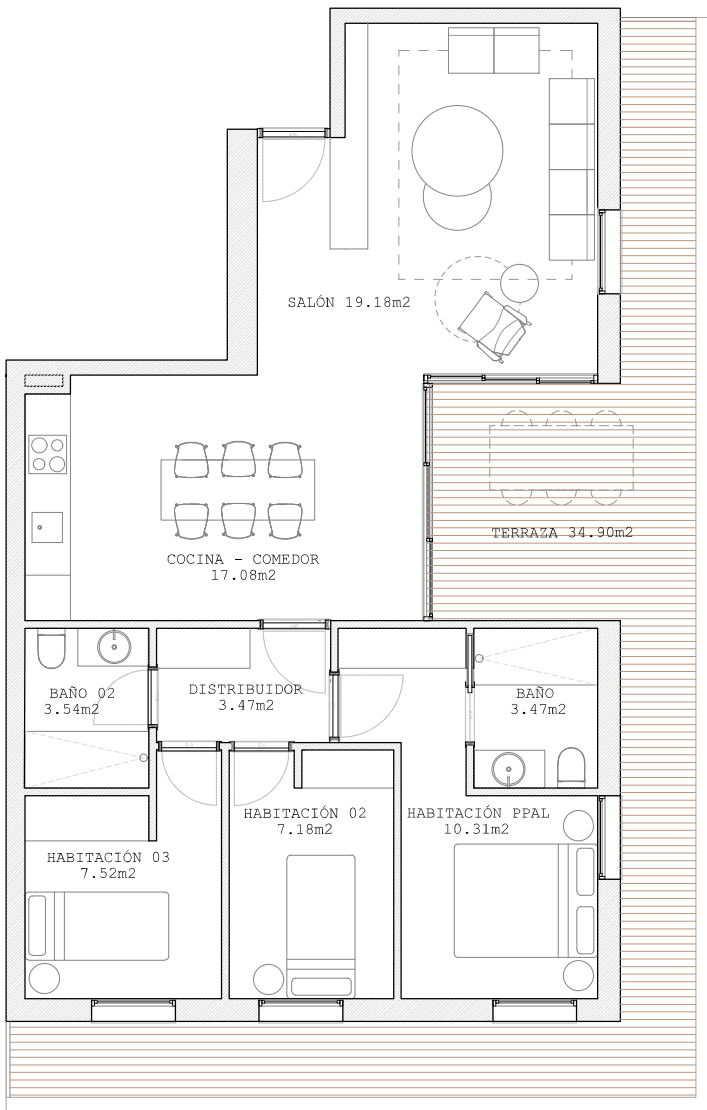 SALÓN 19.18m2
TERRAZA 34.90m2
COCINA - COMEDOR
17.08m2
BAÑO 02
3.54m2
DISTRIBUIDOR
3.47m2
BAÑO
3.47m2
HABITACIÓN 02
7.18m2
HABITACIÓN PPAL
10.31m2
HABITACIÓN 03
7.52m2